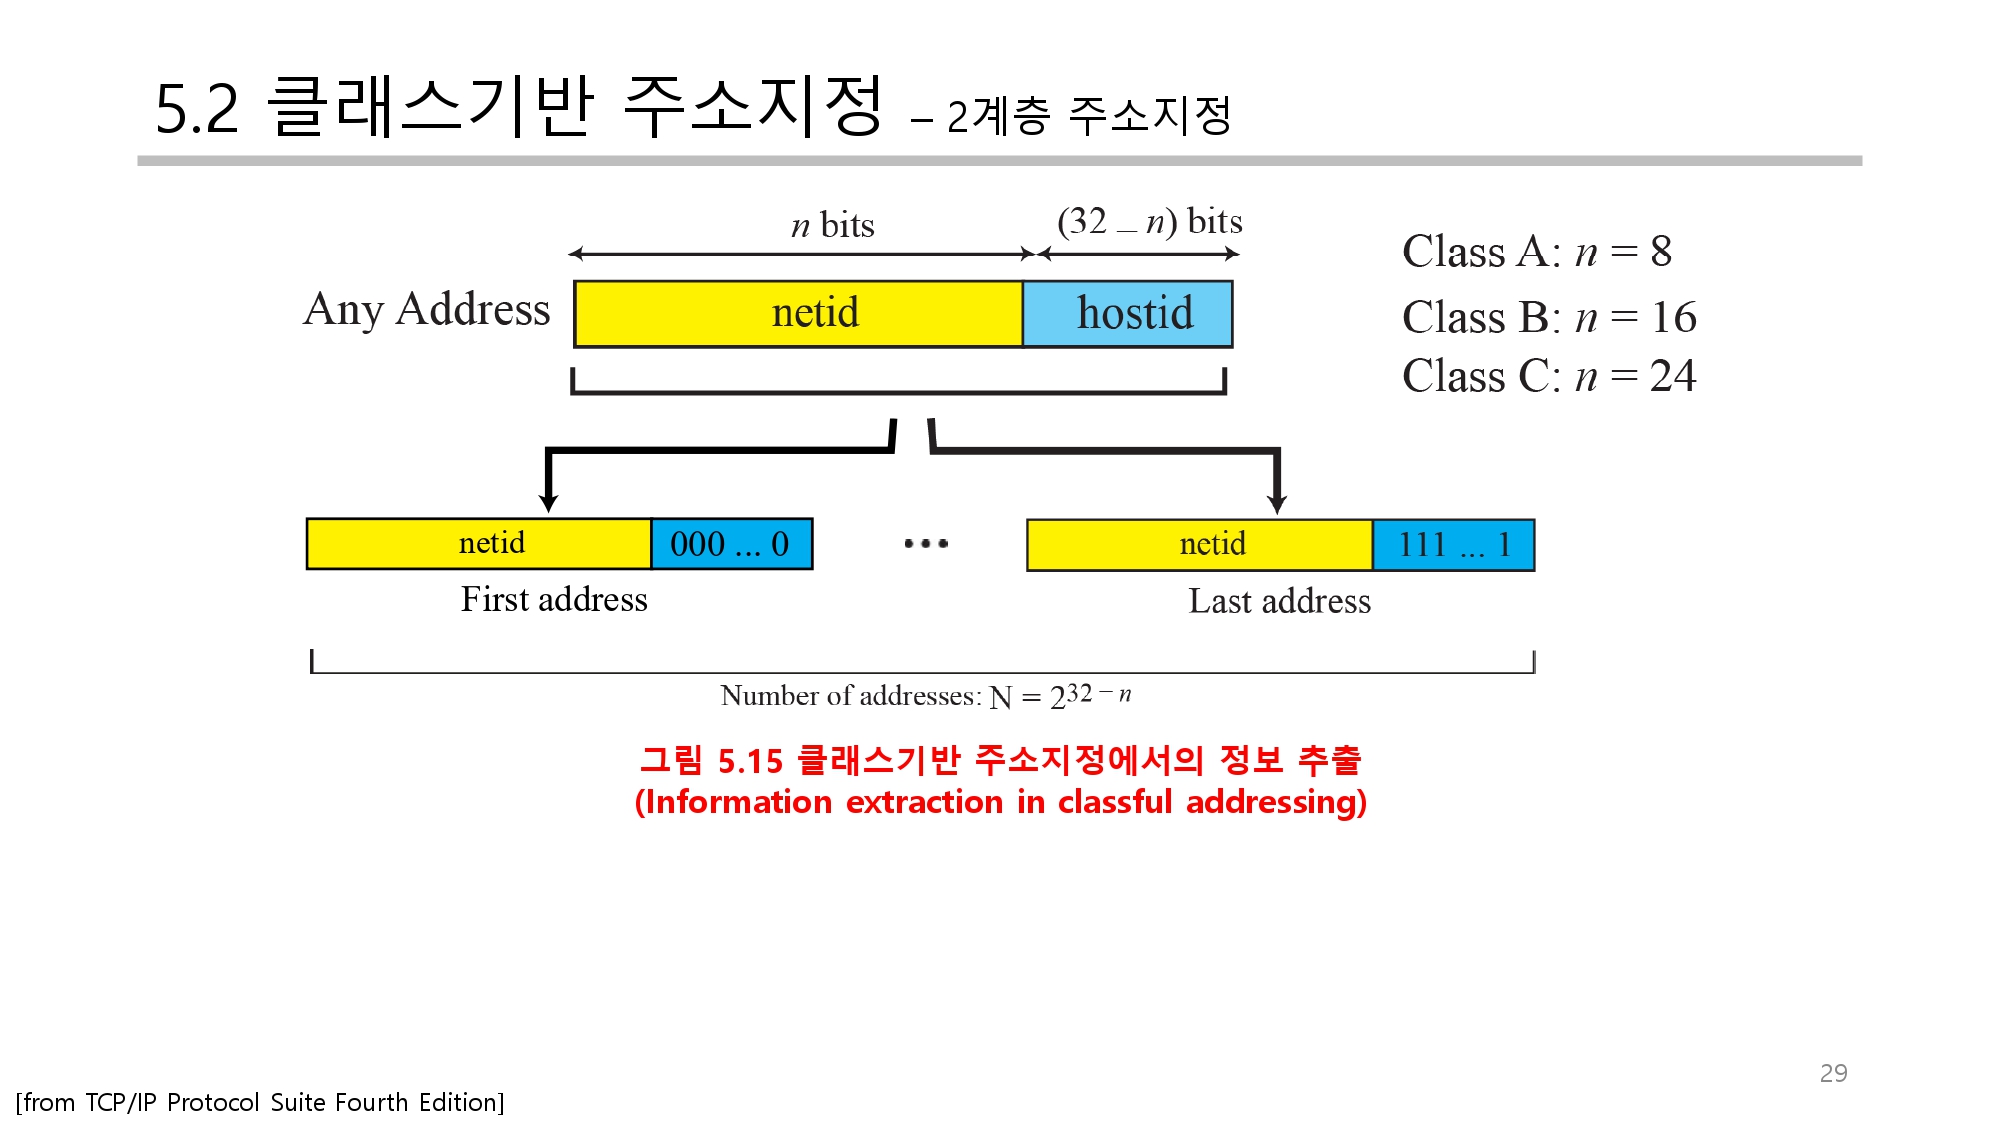 5.2 클래스기반 주소지정 – 2계층 주소지정
n bits
(32 – n) bits
Any Address
netid
hostid
Class A: n = 8
Class B: n = 16
Class C: n = 24
netid
000 ... 0
...
netid
111 ... 1
First address
Last address
Number of addresses: N = 2³²⁻ⁿ
그림 5.15 클래스기반 주소지정에서의 정보 추출
(Information extraction in classful addressing)
29
[from TCP/IP Protocol Suite Fourth Edition]